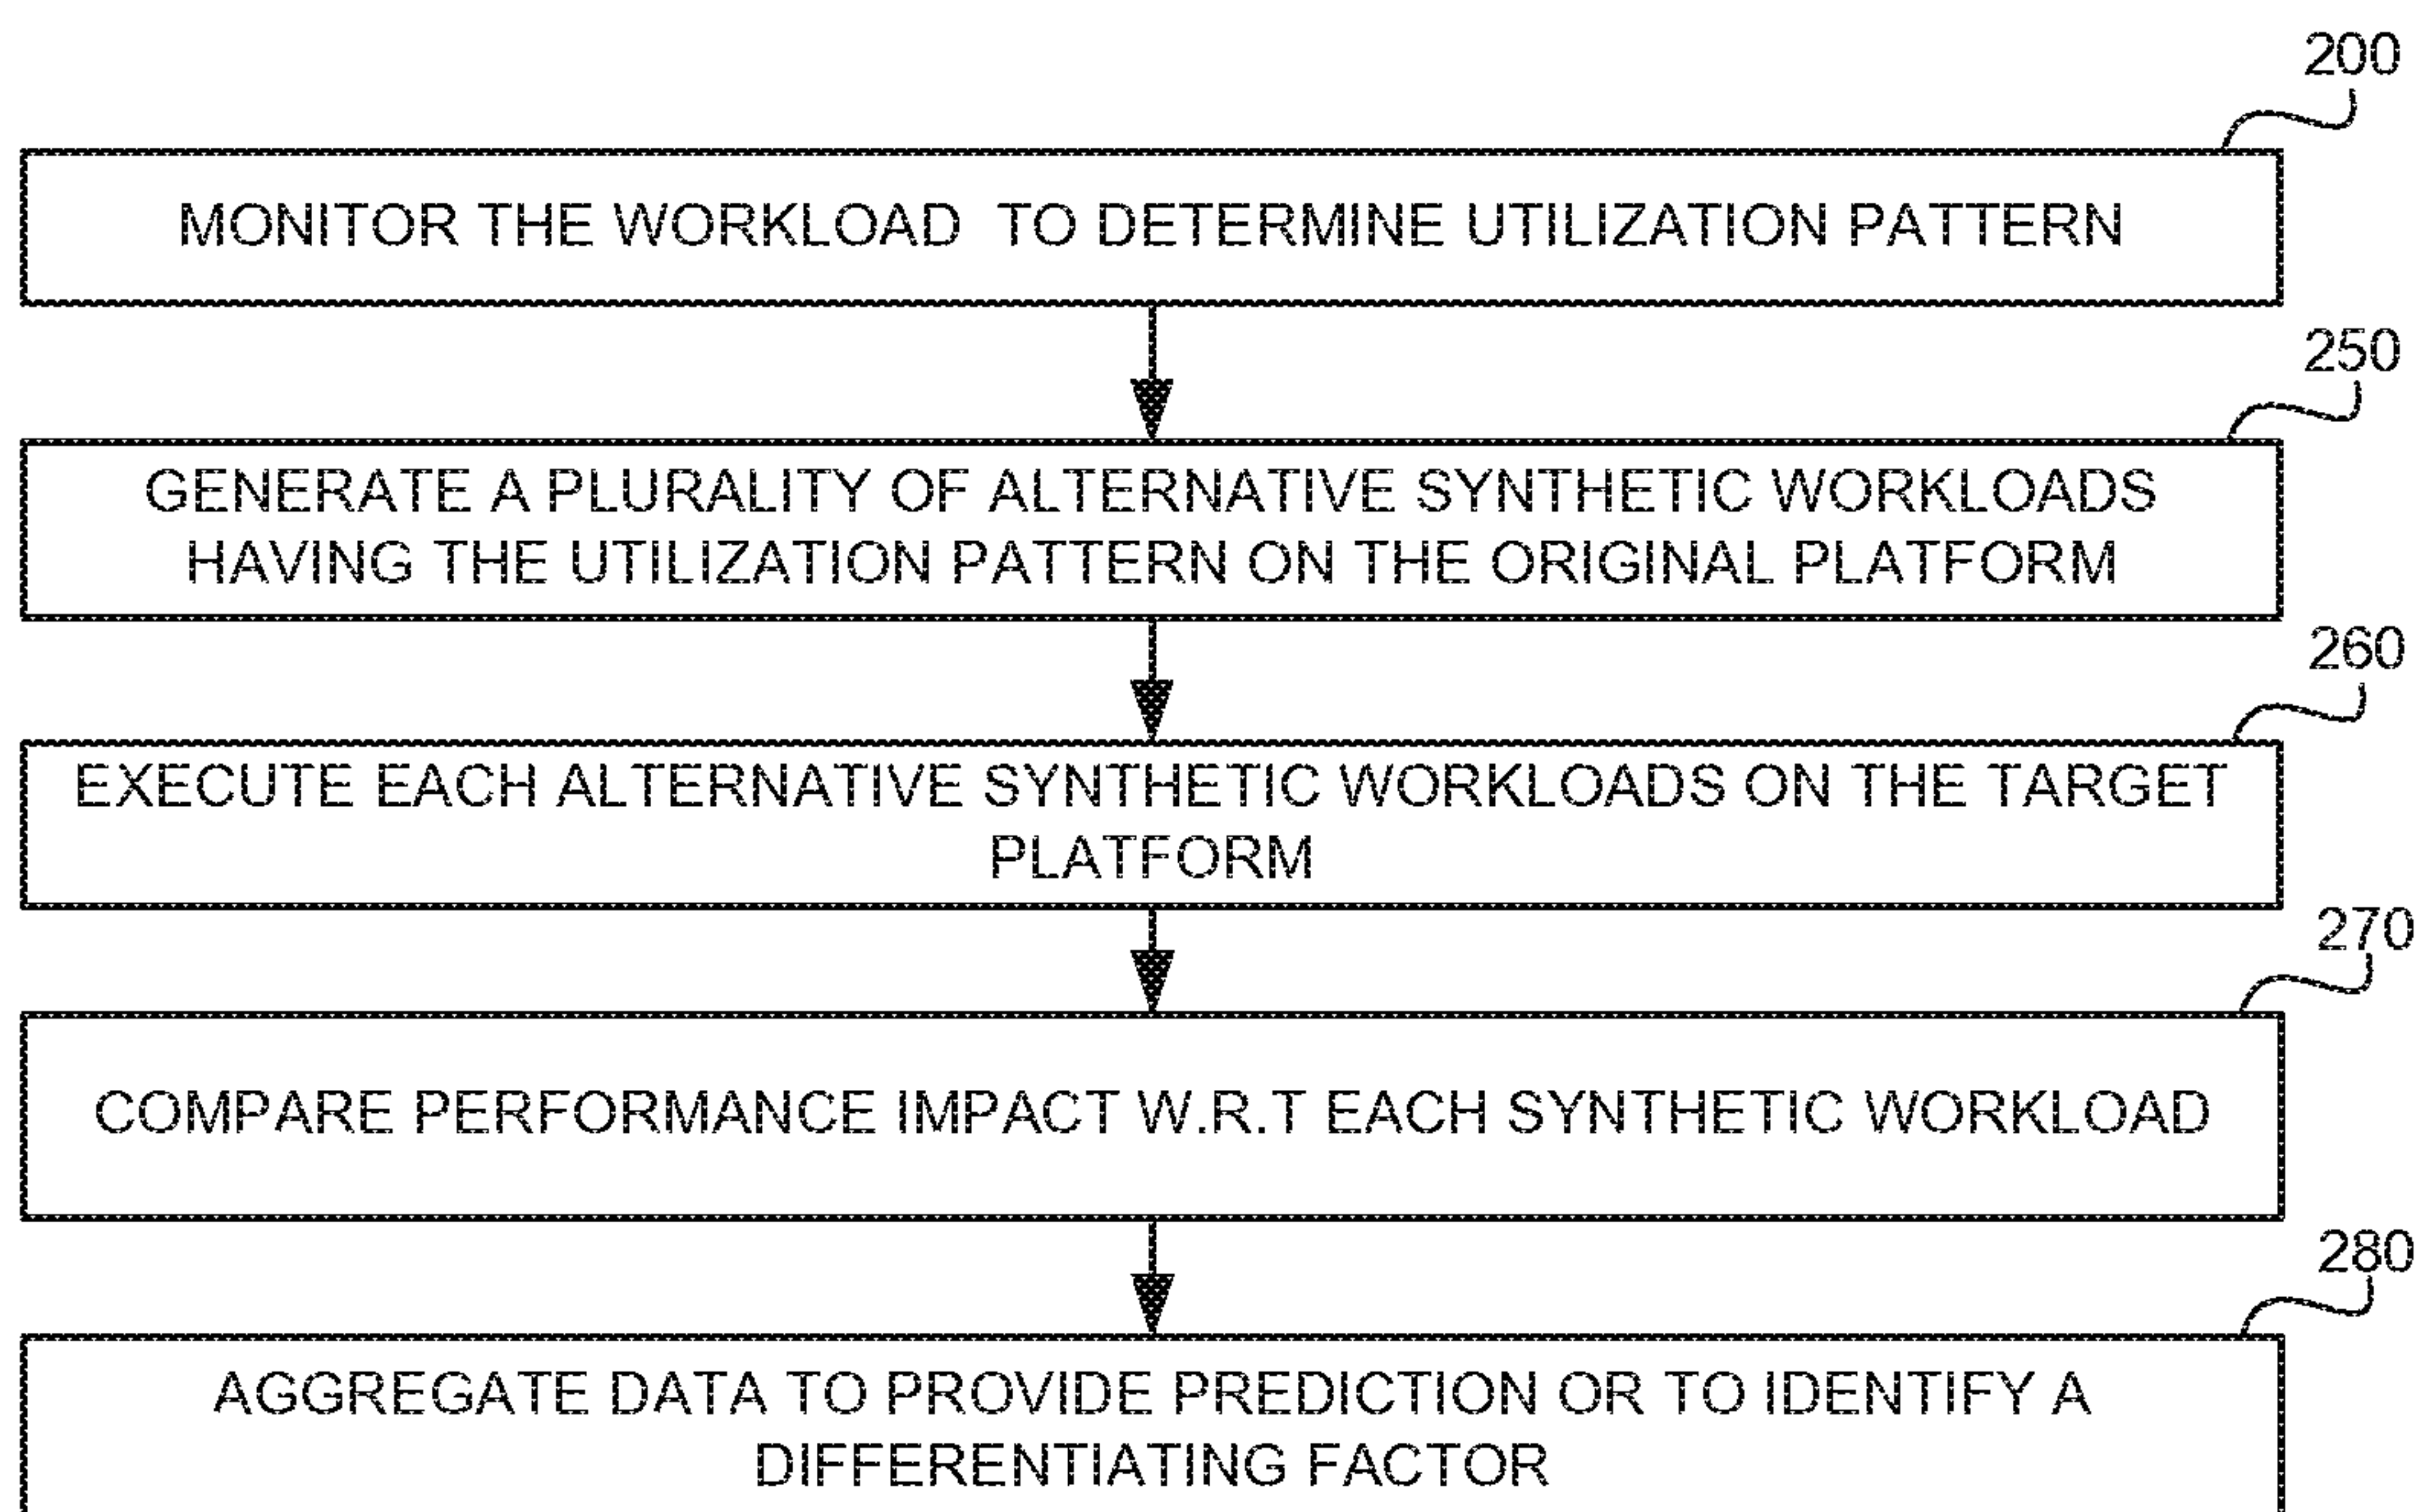 200
MONITOR THE WORKLOAD TO DETERMINE UTILIZATION PATTERN
250
GENERATE A PLURALITY OF ALTERNATIVE SYNTHETIC WORKLOADS
HAVING THE UTILIZATION PATTERN ON THE ORIGINAL PLATFORM
260
EXECUTE EACH ALTERNATIVE SYNTHETIC WORKLOADS ON THE TARGET
PLATFORM
270
COMPARE PERFORMANCE IMPACT W.R.T EACH SYNTHETIC WORKLOAD
280
AGGREGATE DATA TO PROVIDE PREDICTION OR TO IDENTIFY A
DIFFERENTIATING FACTOR